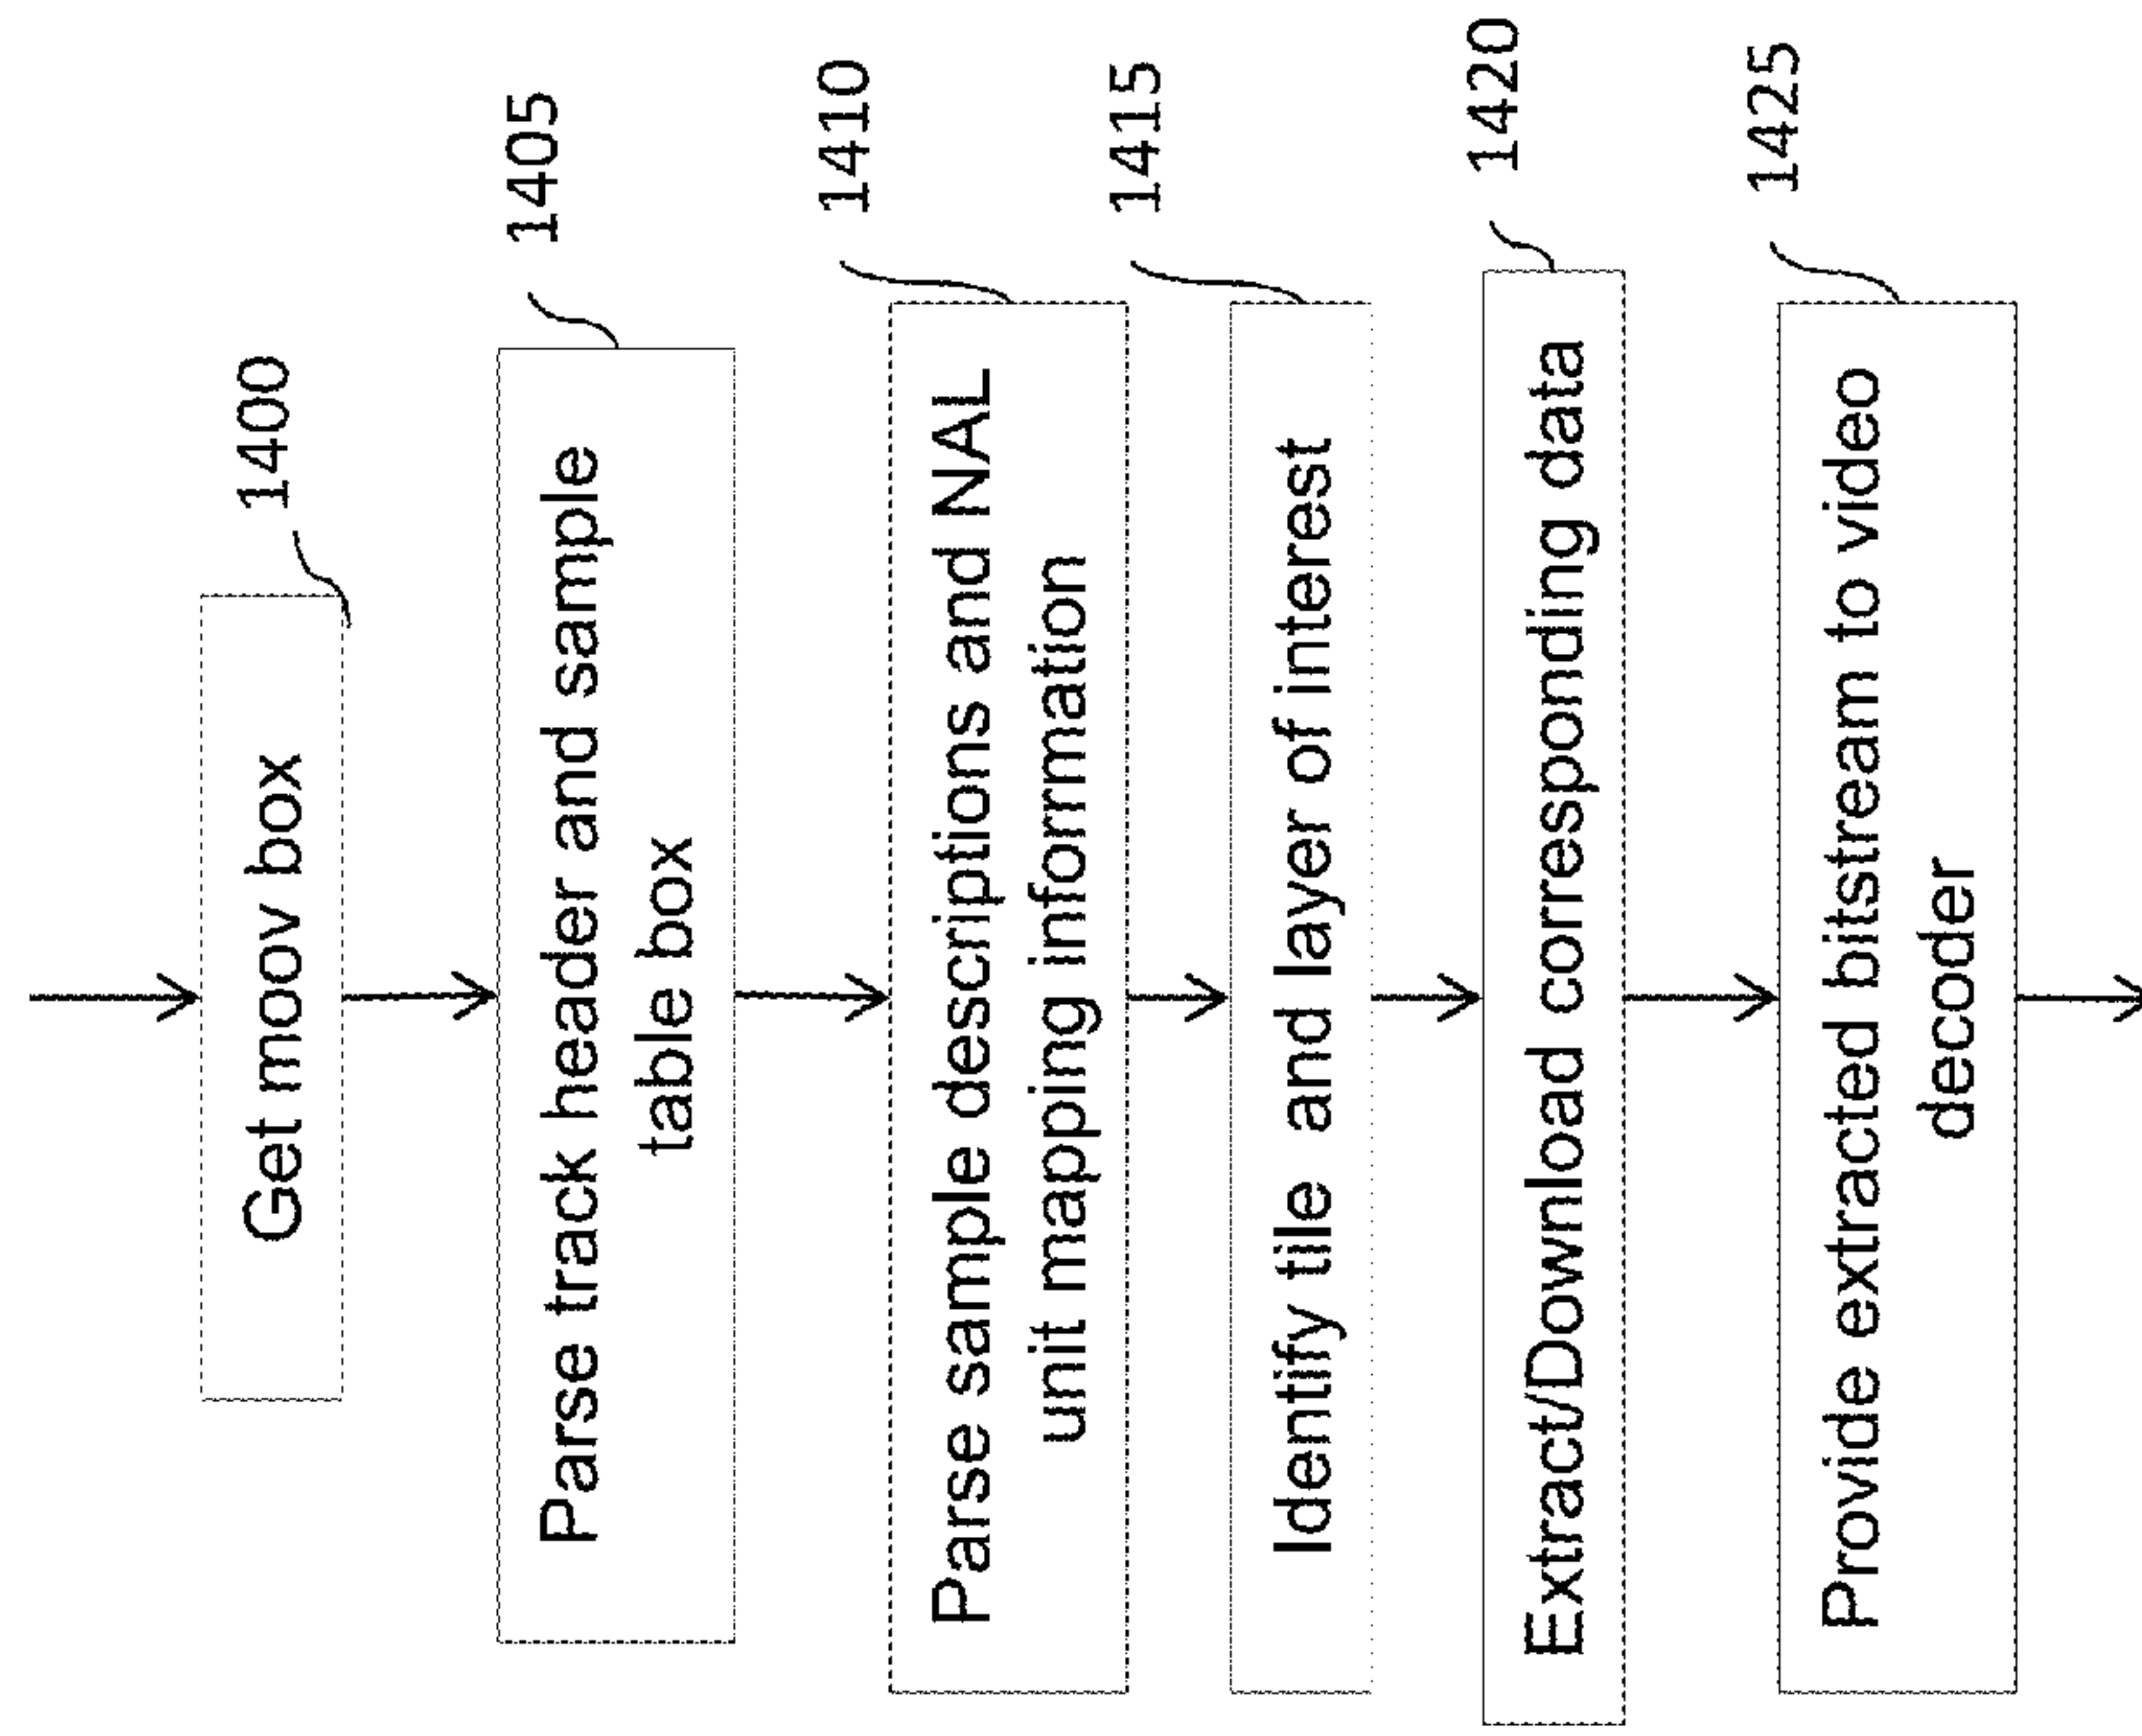 1400
Get moov box
1405
Parse track header and sample
table box
1410
Parse sample descriptions and NAL
unit mapping information
1415
Identify tile and layer of interest
1420
Extract/Download corresponding data
1425
Provide extracted bitstream to video
decoder